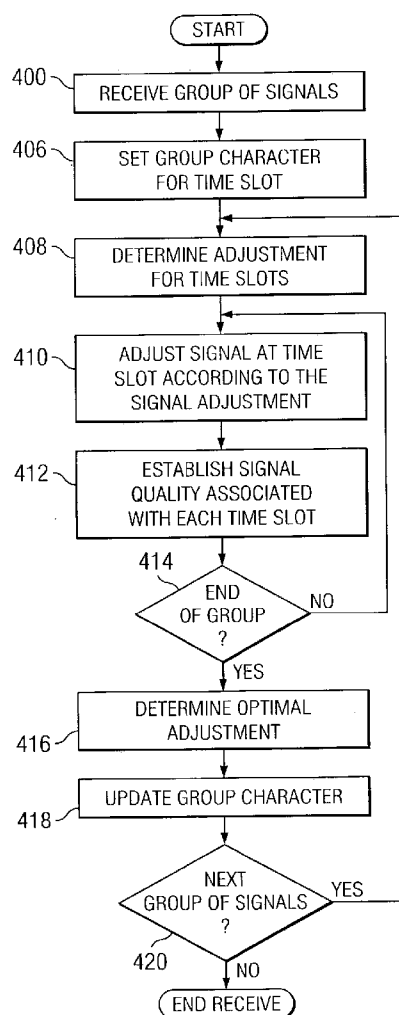 START
400
RECEIVE GROUP OF SIGNALS
406
SET GROUP CHARACTER
FOR TIME SLOT
408
DETERMINE ADJUSTMENT
FOR TIME SLOTS
410
ADJUST SIGNAL AT TIME
SLOT ACCORDING TO THE
SIGNAL ADJUSTMENT
412
ESTABLISH SIGNAL
QUALITY ASSOCIATED
WITH EACH TIME SLOT
414
END
OF GROUP
?
NO
YES
416
DETERMINE OPTIMAL
ADJUSTMENT
418
UPDATE GROUP CHARACTER
NEXT
GROUP OF SIGNALS
?
YES
420
NO
END RECEIVE